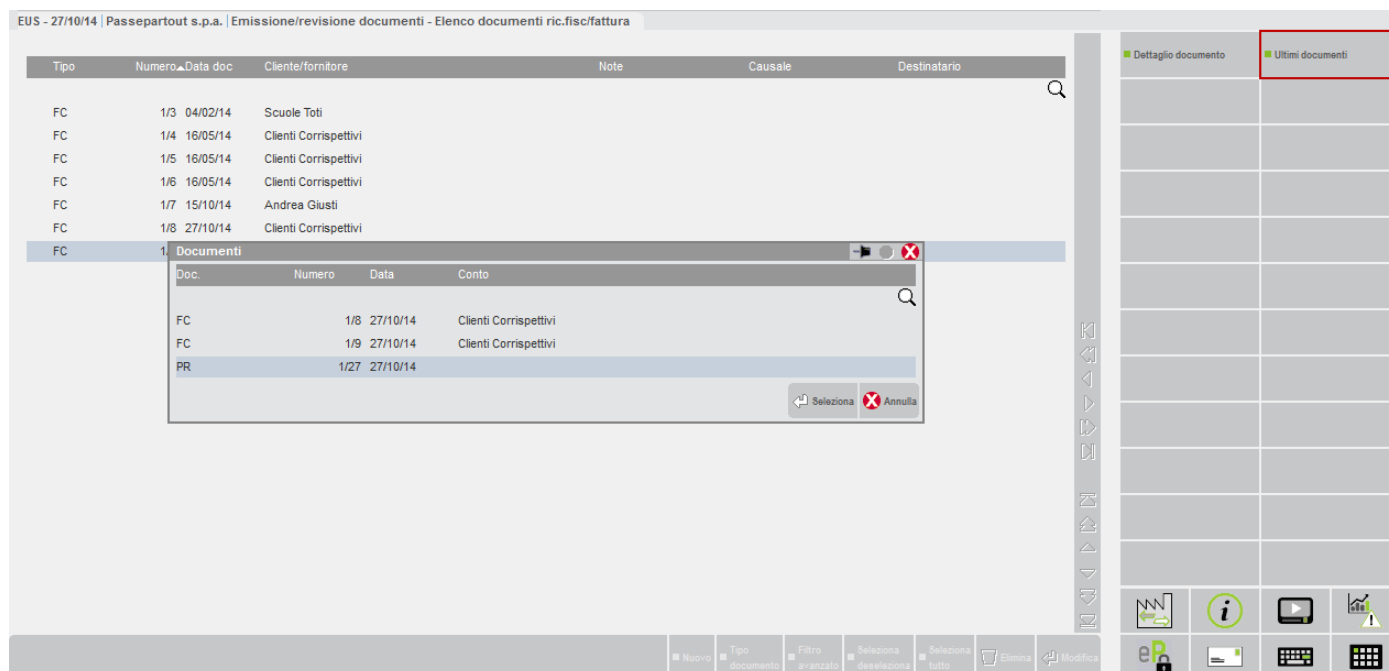 EUS - 27/10/14 | Passepartout s.p.a. | Emissione/revisione documenti - Elenco documenti ric.fisc/fattura
Tipo Numero Data doc Cliente/fornitore Note Causale Destinatario
FC 1/3 04/02/14 Scuole Toti
FC 1/4 16/05/14 Clienti Corrispettivi
FC 1/5 16/05/14 Clienti Corrispettivi
FC 1/6 16/05/14 Clienti Corrispettivi
FC 1/7 15/10/14 Andrea Giusti
FC 1/8 27/10/14 Clienti Corrispettivi
FC
Documenti
Doc. Numero Data Conto
FC 1/8 27/10/14 Clienti Corrispettivi
FC 1/9 27/10/14 Clienti Corrispettivi
PR 1/27 27/10/14
Seleziona Annulla
Dettaglio documento Ultimi documenti
Nuovo Tipo documento Filtro avanzato Seleziona deseleziona Seleziona tutto Elimina Modifica
i
eP